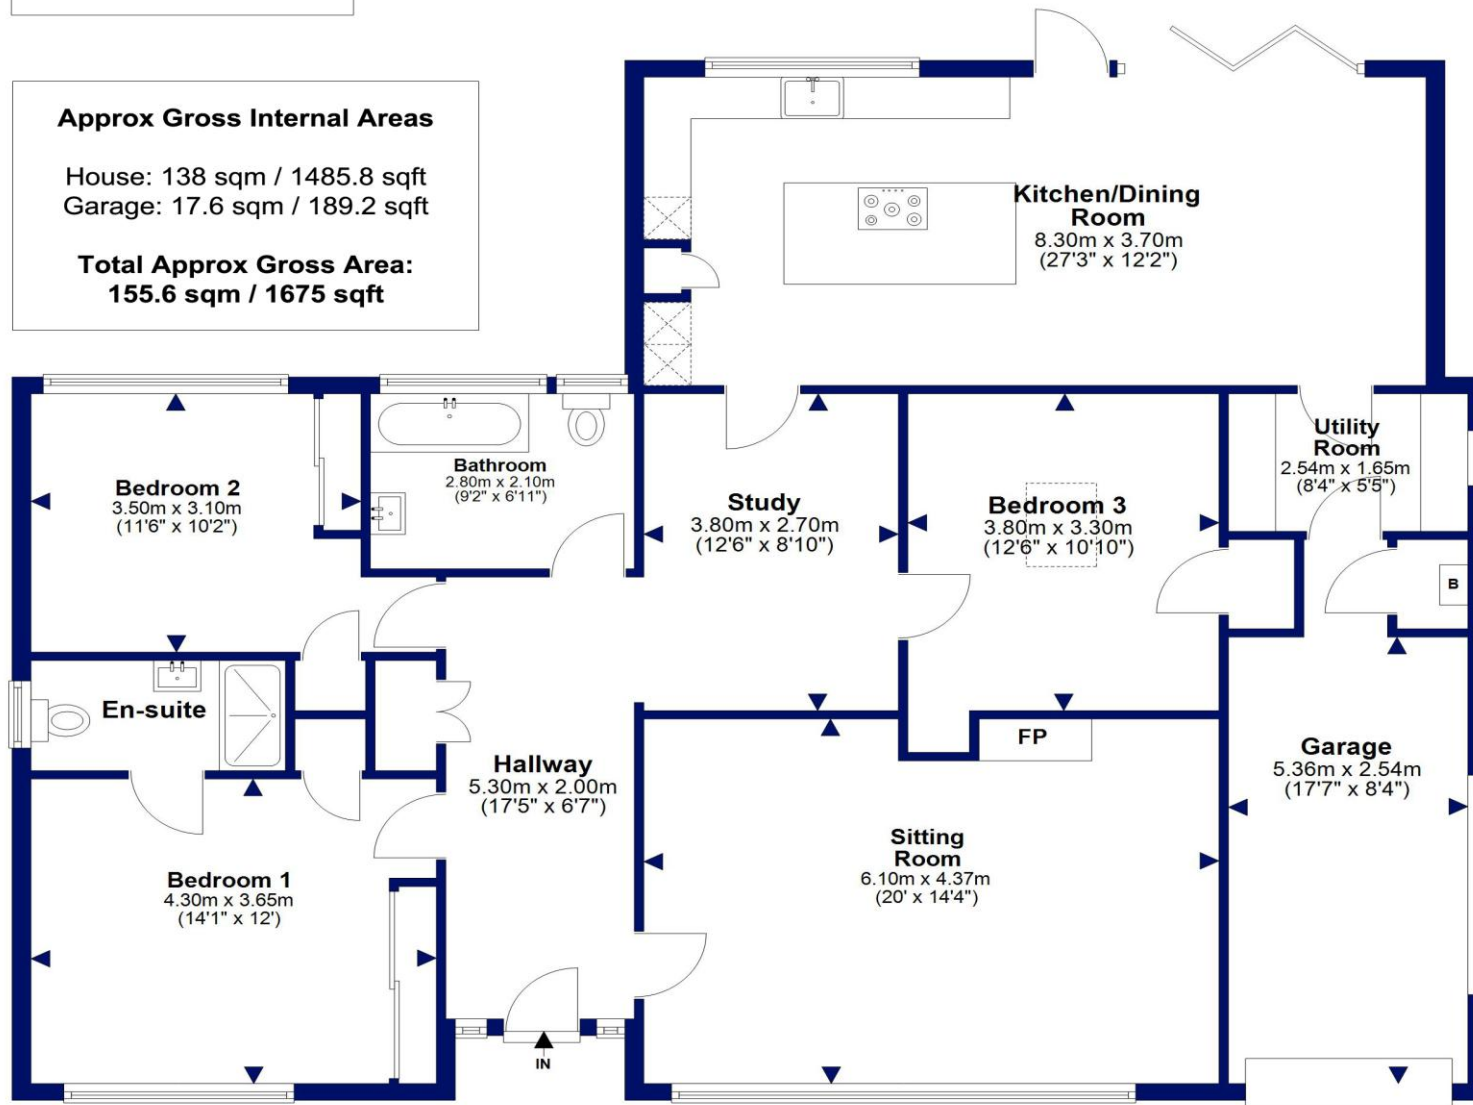 Approx Gross Internal Areas
House: 138 sqm / 1485.8 sqft
Garage: 17.6 sqm / 189.2 sqft
Total Approx Gross Area:
155.6 sqm / 1675 sqft
Kitchen/Dining
Room
8.30m x 3.70m
(27'3" x 12'2")
Bedroom 2
3.50m x 3.10m
(11'6" x 10'2")
Bathroom
2.80m x 2.10m
(9'2" x 6'11")
Study
3.80m x 2.70m
(12'6" x 8'10")
Bedroom 3
3.80m x 3.30m
(12'6" x 10'10")
Utility
Room
2.54m x 1.65m
(8'4" x 5'5")
B
En-suite
Hallway
5.30m x 2.00m
(17'5" x 6'7")
FP
Garage
5.36m x 2.54m
(17'7" x 8'4")
Bedroom 1
4.30m x 3.65m
(14'1" x 12')
Sitting
Room
6.10m x 4.37m
(20' x 14'4")
IN